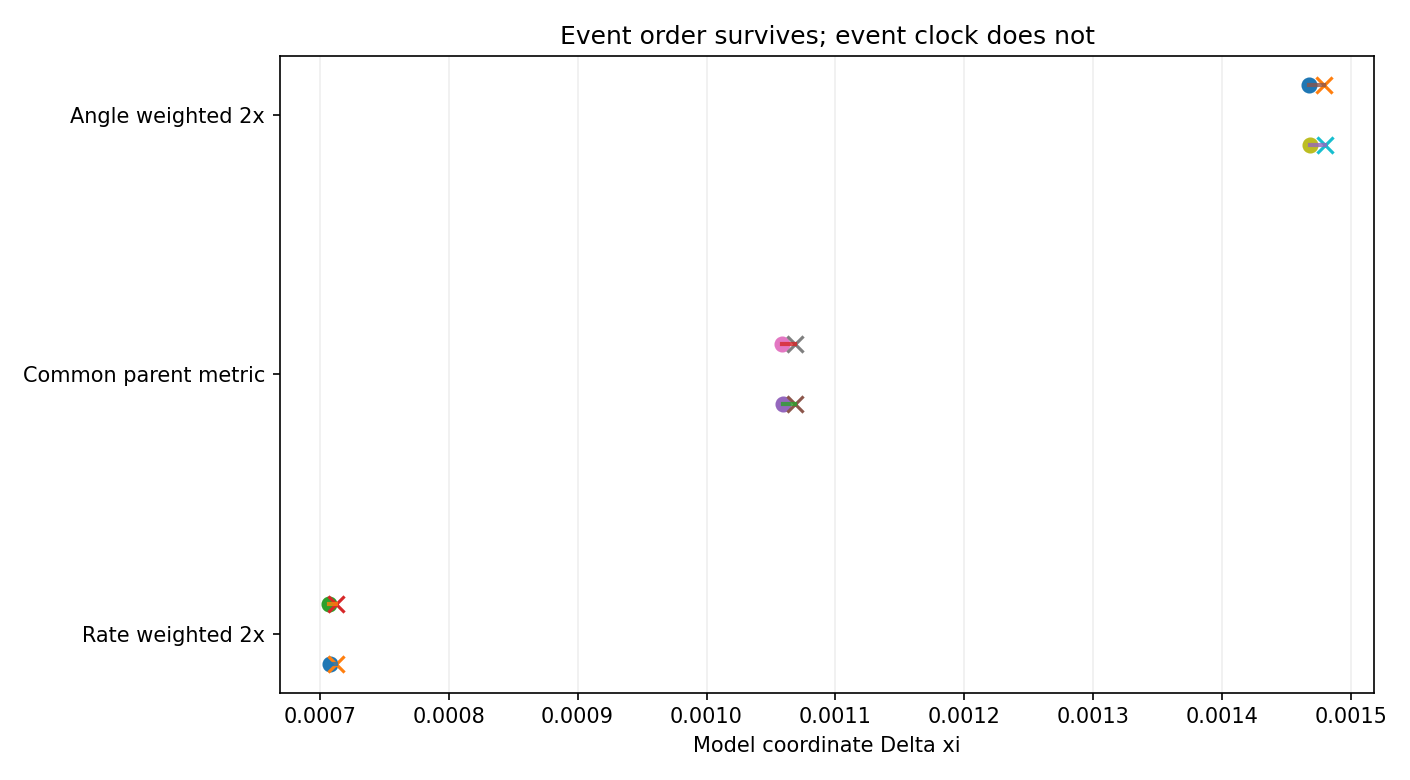 Event order survives; event clock does not
Angle weighted 2x
Common parent metric
Rate weighted 2x
0.0007 0.0008 0.0009 0.0010 0.0011 0.0012 0.0013 0.0014 0.0015
Model coordinate Delta xi